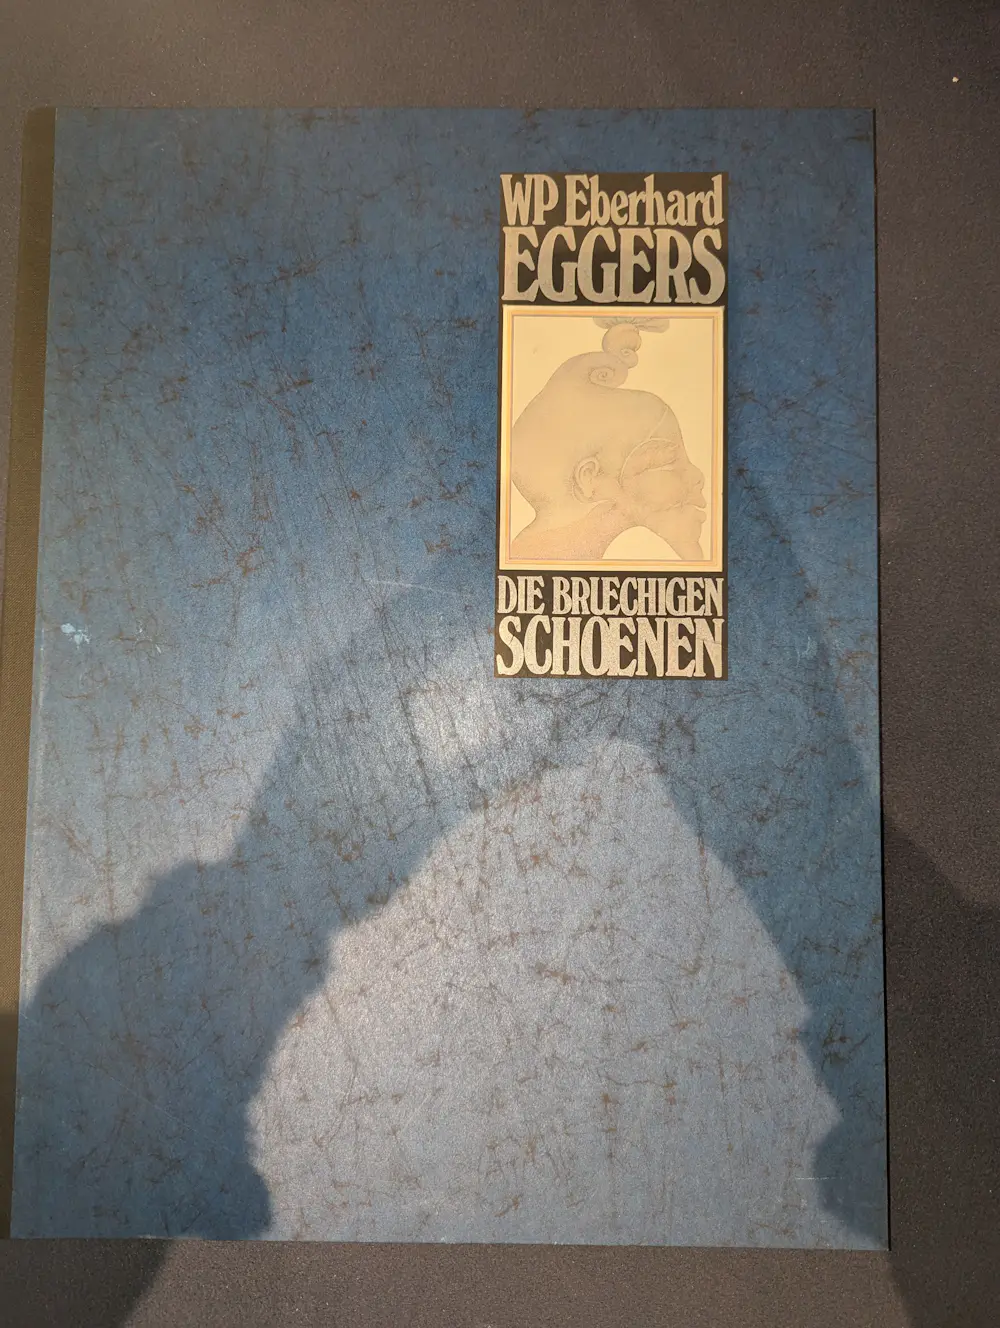 WP Eberhard
EGGERS
DIE BRUECHIGEN
SCHOENEN